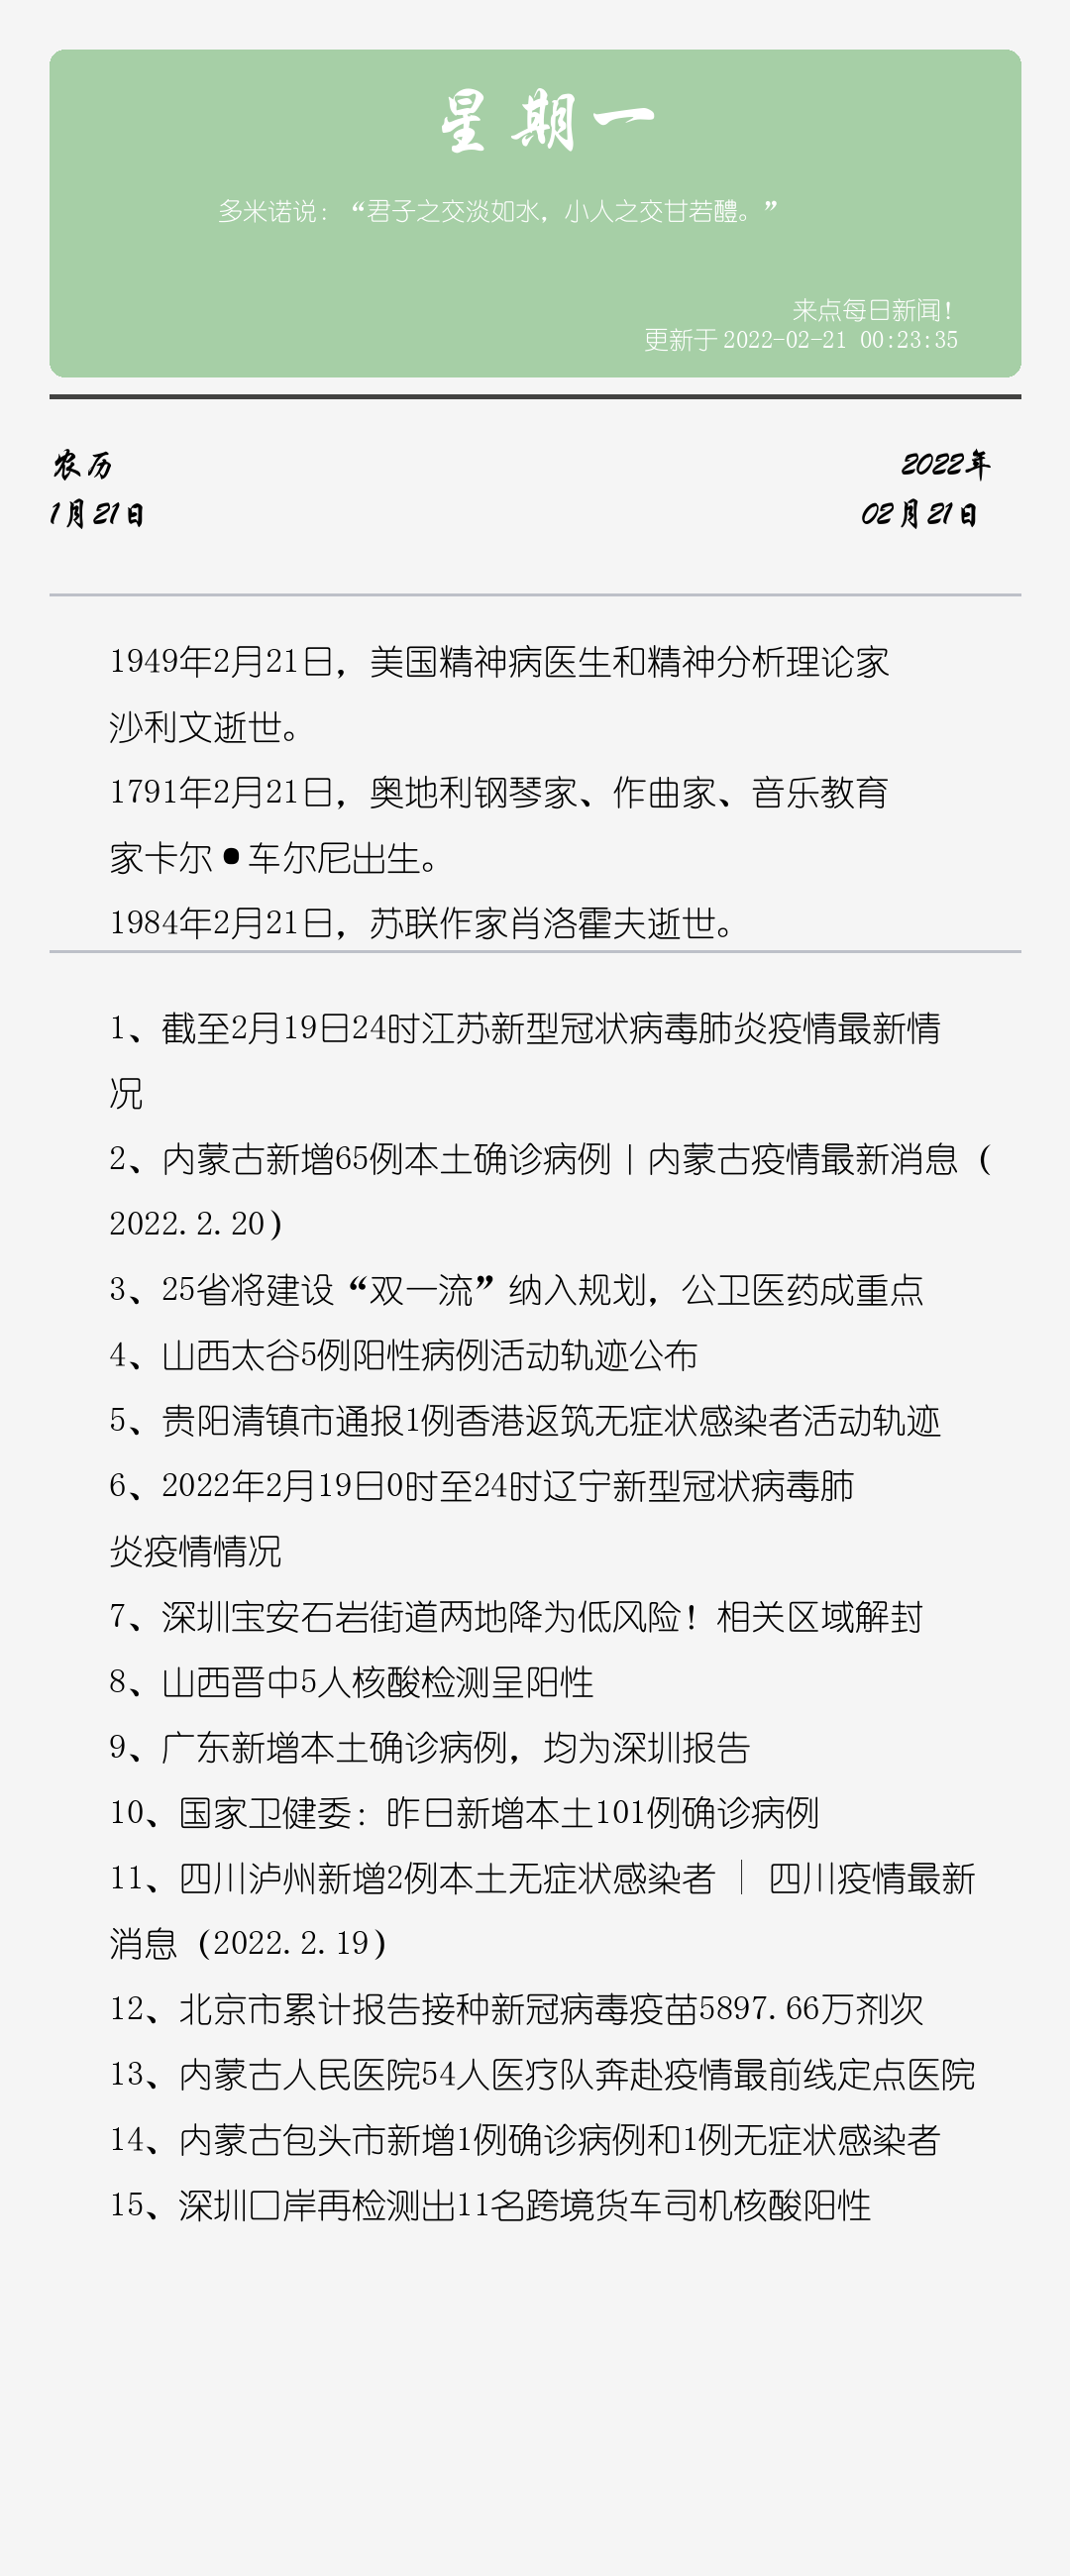 星期一
多米诺说：“君子之交淡如水，小人之交甘若醴。”
来点每日新闻！
更新于2022-02-21 00:23:35
农历
2022年
1月21日
02月21日
1949年2月21日，美国精神病医生和精神分析理论家
沙利文逝世。
1791年2月21日，奥地利钢琴家、作曲家、音乐教育
家卡尔•车尔尼出生。
1984年2月21日，苏联作家肖洛霍夫逝世。
1、截至2月19日24时江苏新型冠状病毒肺炎疫情最新情
况
2、内蒙古新增65例本土确诊病例丨内蒙古疫情最新消息（
2022.2.20）
3、25省将建设“双一流”纳入规划，公卫医药成重点
4、山西太谷5例阳性病例活动轨迹公布
5、贵阳清镇市通报1例香港返筑无症状感染者活动轨迹
6、2022年2月19日0时至24时辽宁新型冠状病毒肺
炎疫情情况
7、深圳宝安石岩街道两地降为低风险！相关区域解封
8、山西晋中5人核酸检测呈阳性
9、广东新增本土确诊病例，均为深圳报告
10、国家卫健委：昨日新增本土101例确诊病例
11、四川泸州新增2例本土无症状感染者 │ 四川疫情最新
消息（2022.2.19）
12、北京市累计报告接种新冠病毒疫苗5897.66万剂次
13、内蒙古人民医院54人医疗队奔赴疫情最前线定点医院
14、内蒙古包头市新增1例确诊病例和1例无症状感染者
15、深圳口岸再检测出11名跨境货车司机核酸阳性